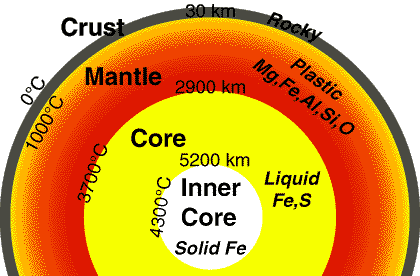 30 km
Crust
Rocky
Mantle
Plastic
Mg,Fe,Al,Si,O
0°C
1000°C
2900 km
Core
3700°C
5200 km
Inner
Core
Liquid
Fe,S
4300°C
Solid Fe